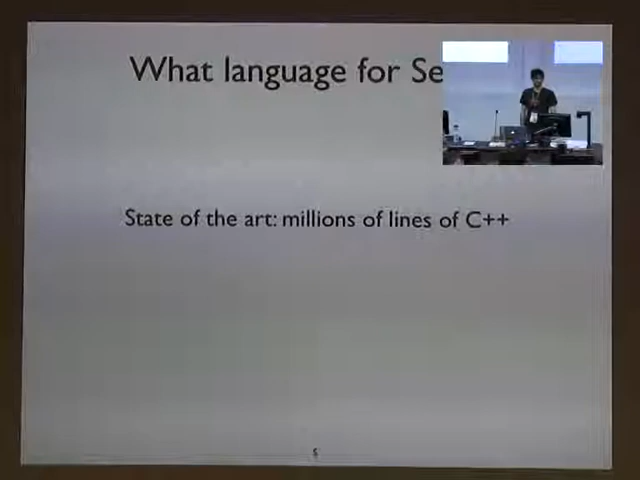 What language for Se
State of the art: millions of lines of C++
5